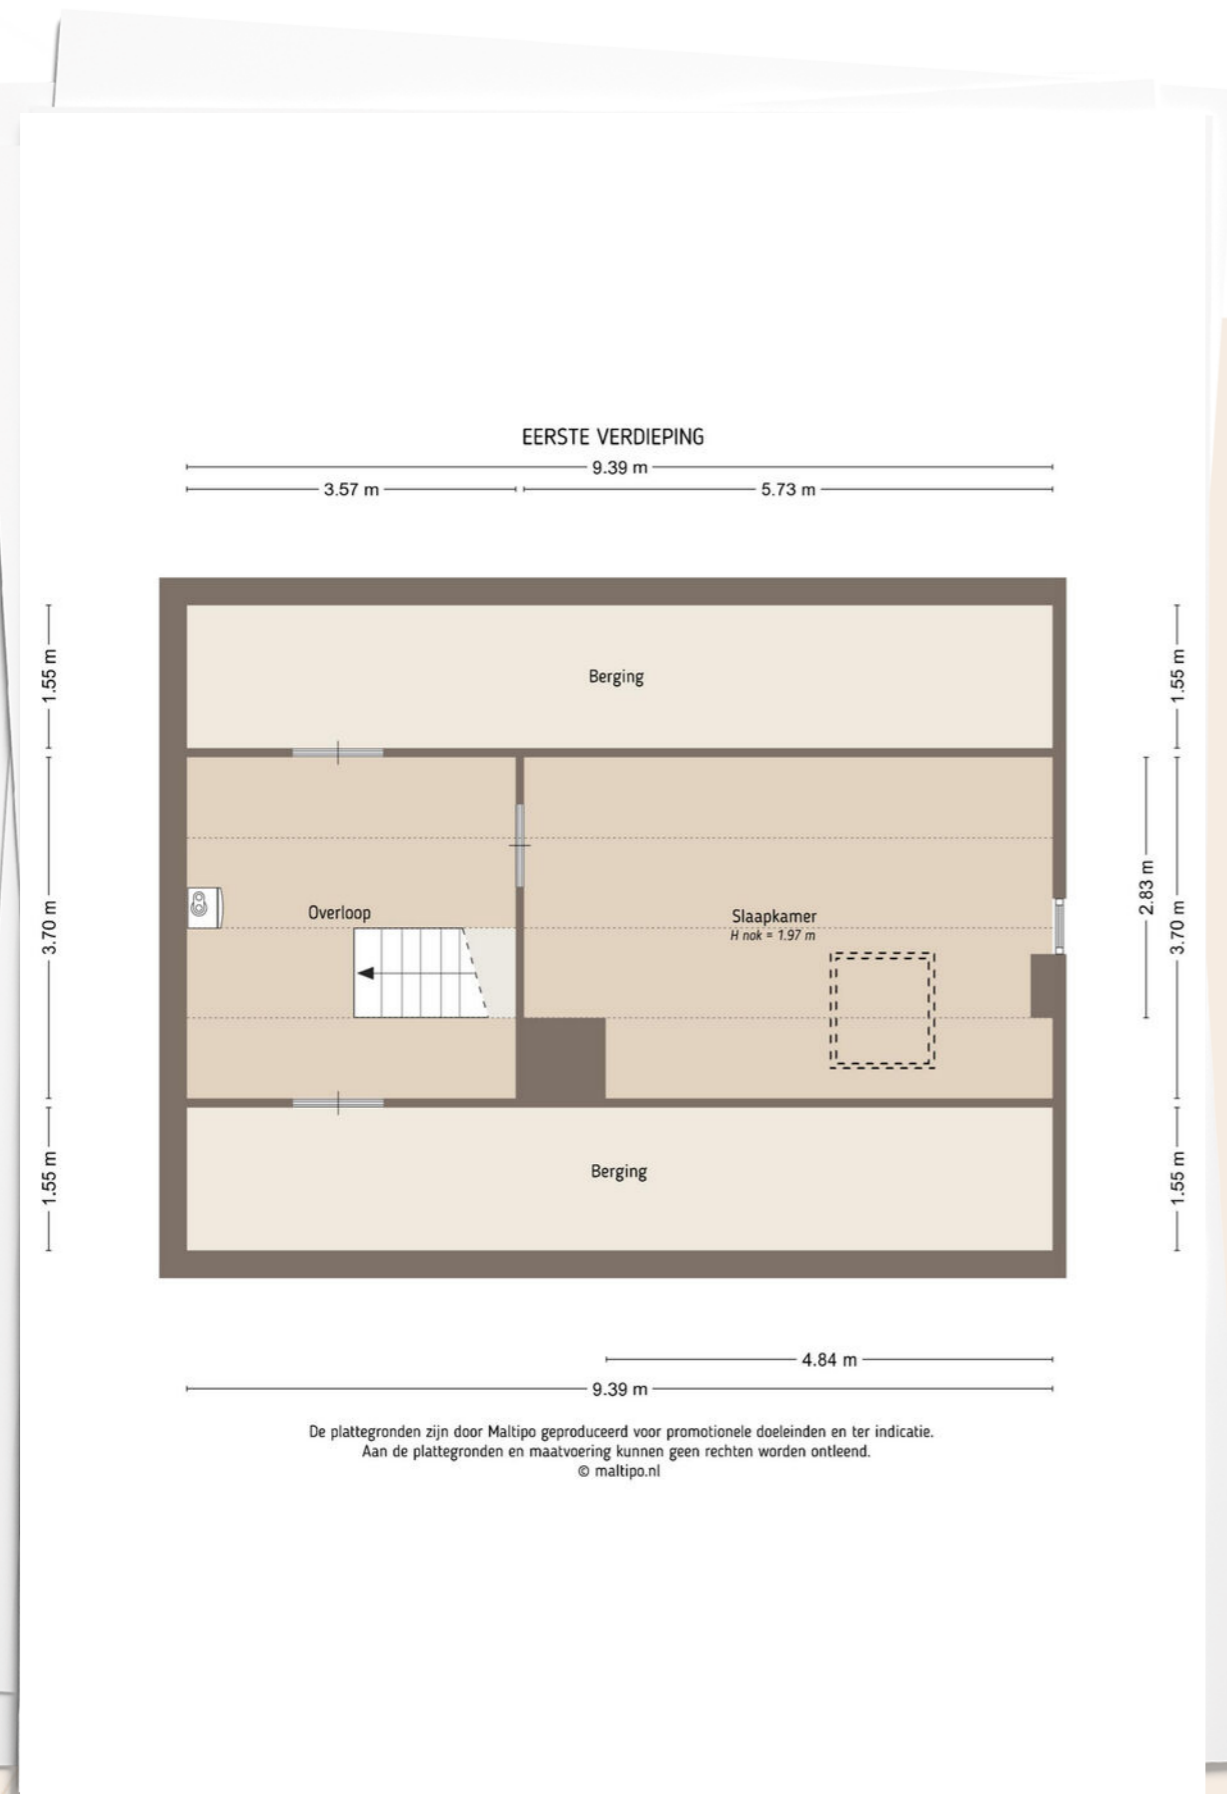 EERSTE VERDIEPING
9.39 m
3.57 m
5.73 m
1.55 m
1.55 m
Berging
3.70 m
2.83 m
3.70 m
Overloop
Slaapkamer
H nok = 1.97 m
1.55 m
1.55 m
Berging
4.84 m
9.39 m
De plattegronden zijn door Maltipo geproduceerd voor promotionele doeleinden en ter indicatie.
Aan de plattegronden en maatvoering kunnen geen rechten worden ontleend.
© maltipo.nl